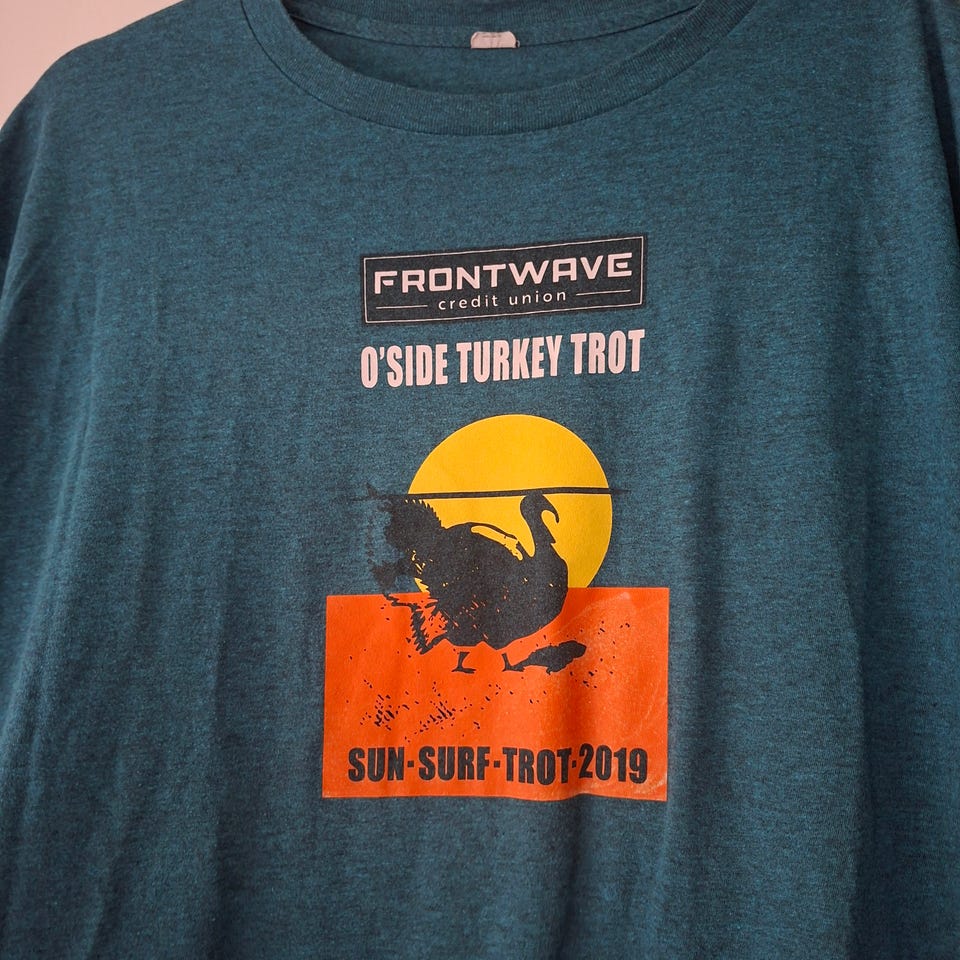 FRONTWAVE
credit union
O'SIDE TURKEY TROT
SUN-SURF-TROT-2019